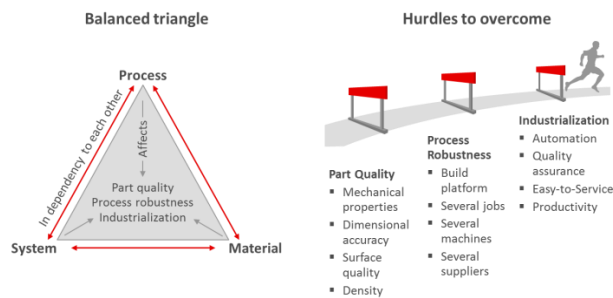 Balanced triangle
Process
In dependency to each other
Affects
Part quality
Process robustness
Industrialization
System
Material
Hurdles to overcome
Part Quality
▪ Mechanical
properties
▪ Dimensional
accuracy
▪ Surface
quality
▪ Density
Process
Robustness
▪ Build
platform
▪ Several jobs
▪ Several
machines
▪ Several
suppliers
Industrialization
▪ Automation
▪ Quality
assurance
▪ Easy-to-Service
▪ Productivity